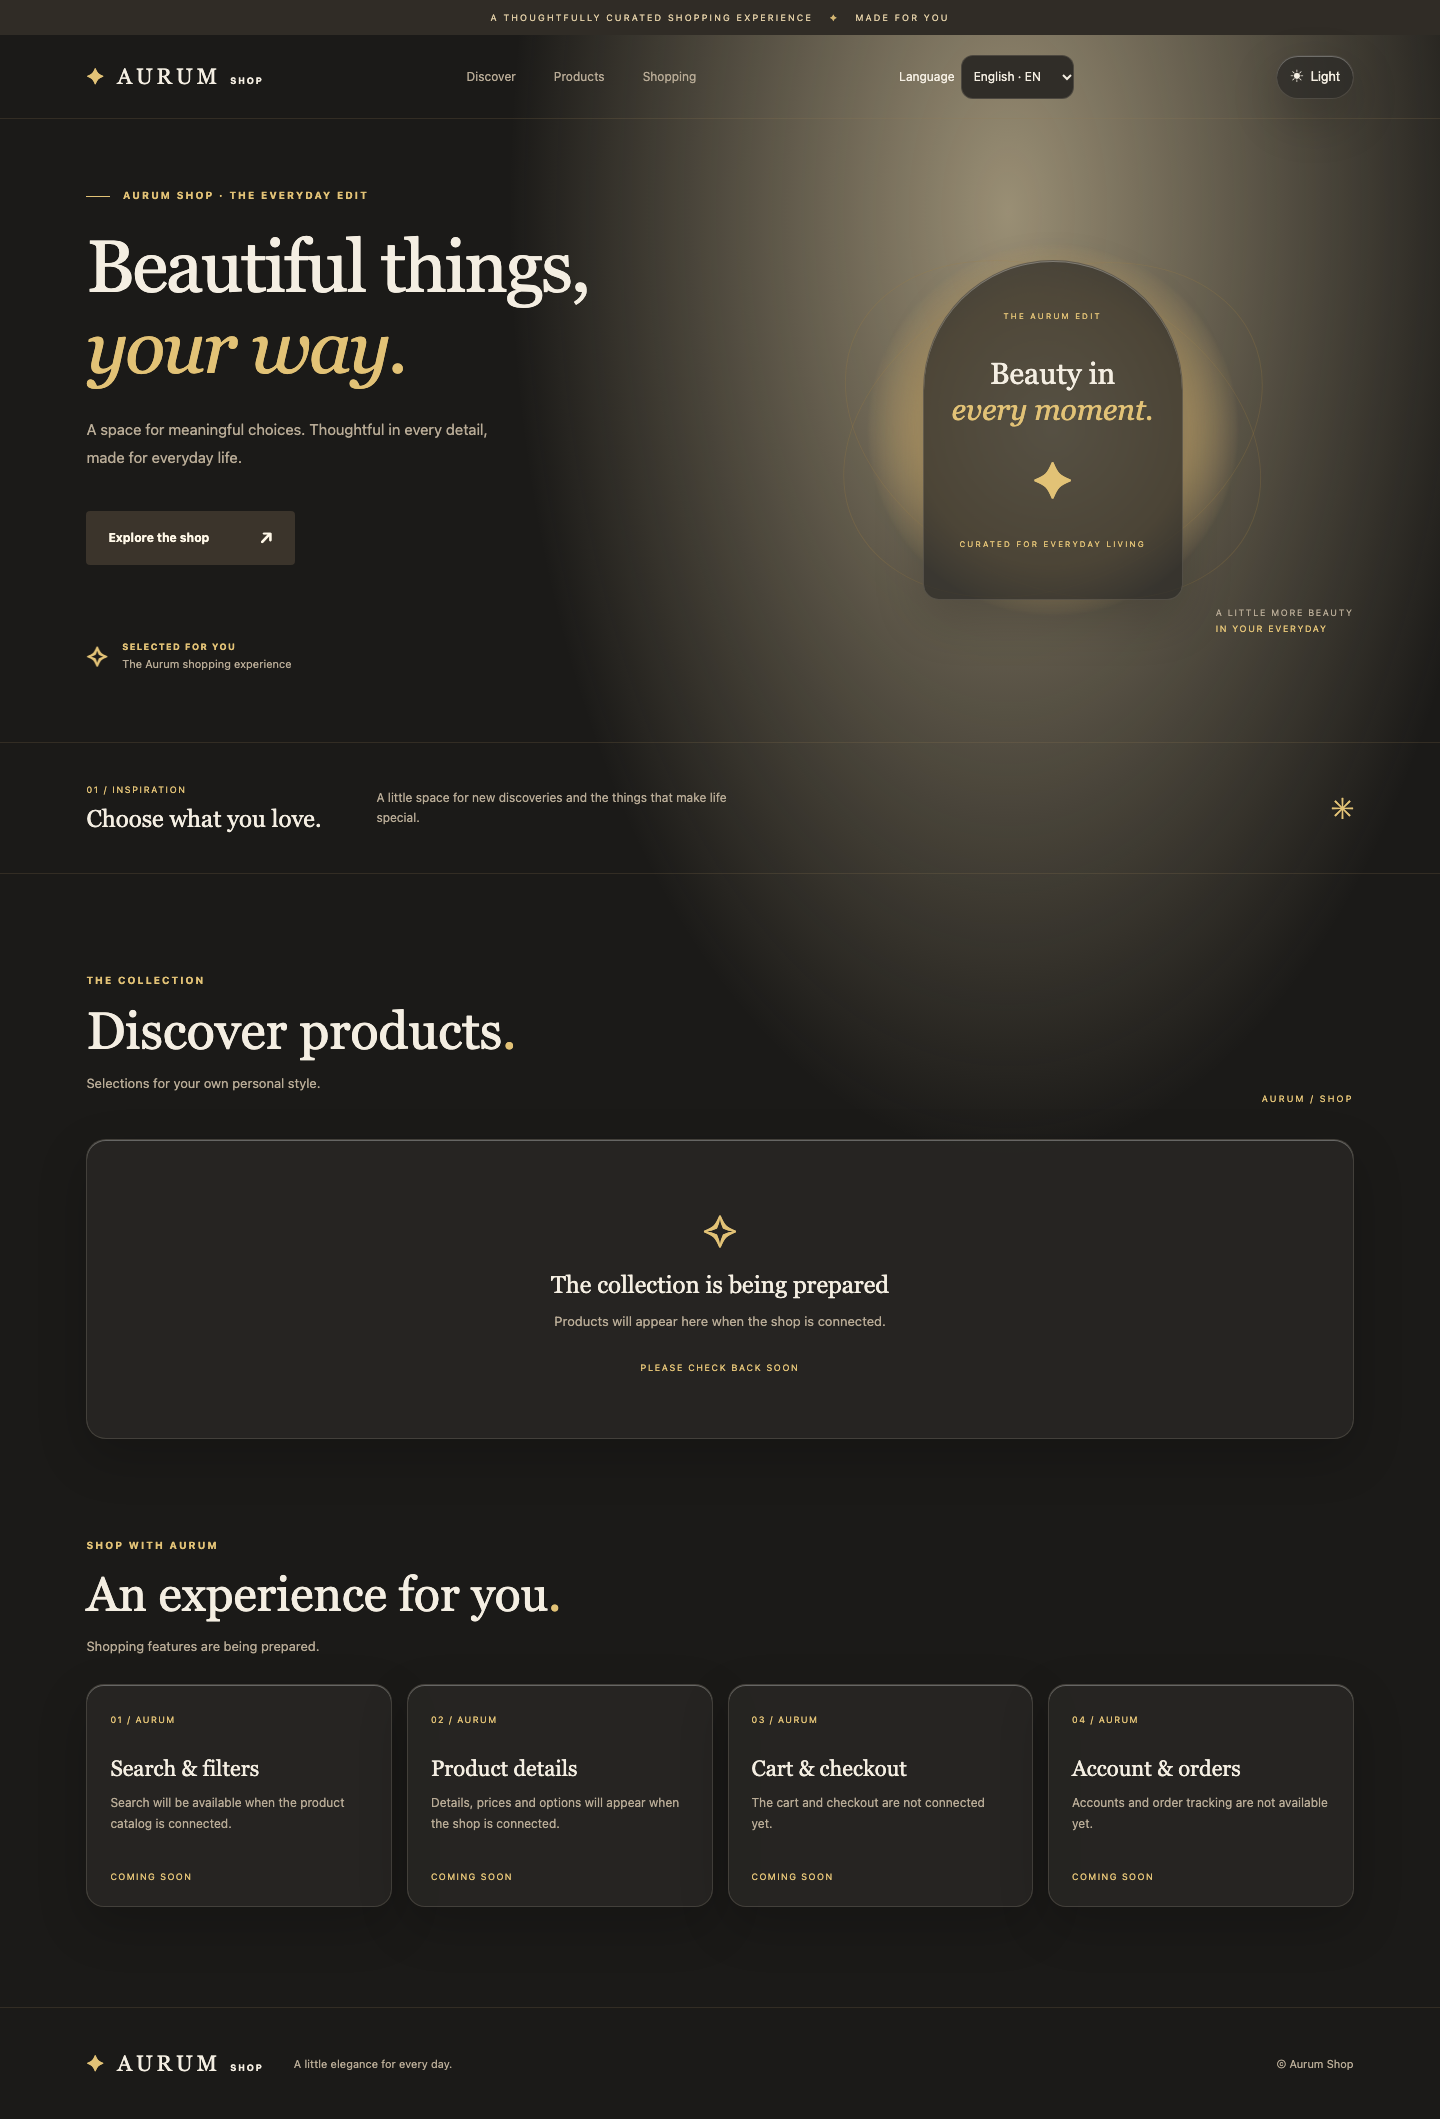 A THOUGHTFULLY CURATED SHOPPING EXPERIENCE ✦ MADE FOR YOU
AURUM SHOP
Discover Products Shopping
Language English · EN
Light
AURUM SHOP · THE EVERYDAY EDIT
Beautiful things,
your way.
A space for meaningful choices. Thoughtful in every detail,
made for everyday life.
Explore the shop
SELECTED FOR YOU
The Aurum shopping experience
THE AURUM EDIT
Beauty in
every moment.
CURATED FOR EVERYDAY LIVING
A LITTLE MORE BEAUTY
IN YOUR EVERYDAY
01 / INSPIRATION
Choose what you love.
A little space for new discoveries and the things that make life
special.
THE COLLECTION
Discover products.
Selections for your own personal style.
AURUM / SHOP
The collection is being prepared
Products will appear here when the shop is connected.
PLEASE CHECK BACK SOON
SHOP WITH AURUM
An experience for you.
Shopping features are being prepared.
01 / AURUM
Search & filters
Search will be available when the product
catalog is connected.
COMING SOON
02 / AURUM
Product details
Details, prices and options will appear when
the shop is connected.
COMING SOON
03 / AURUM
Cart & checkout
The cart and checkout are not connected
yet.
COMING SOON
04 / AURUM
Account & orders
Accounts and order tracking are not available
yet.
COMING SOON
AURUM SHOP
A little elegance for every day.
© Aurum Shop